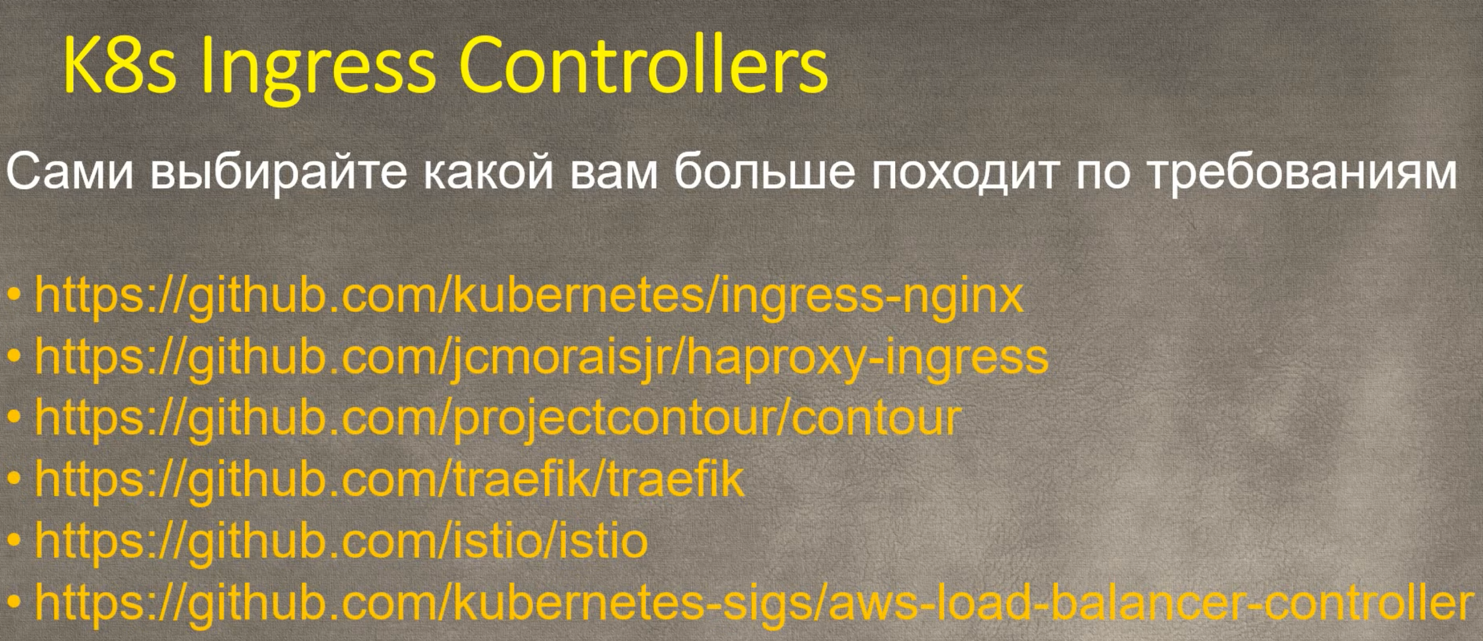 K8s Ingress Controllers
Сами выбирайте какой вам больше походит по требованиям
• https://github.com/kubernetes/ingress-nginx
• https://github.com/jcmoraisjr/haproxy-ingress
• https://github.com/projectcontour/contour
• https://github.com/traefik/traefik
• https://github.com/istio/istio
• https://github.com/kubernetes-sigs/aws-load-balancer-controller